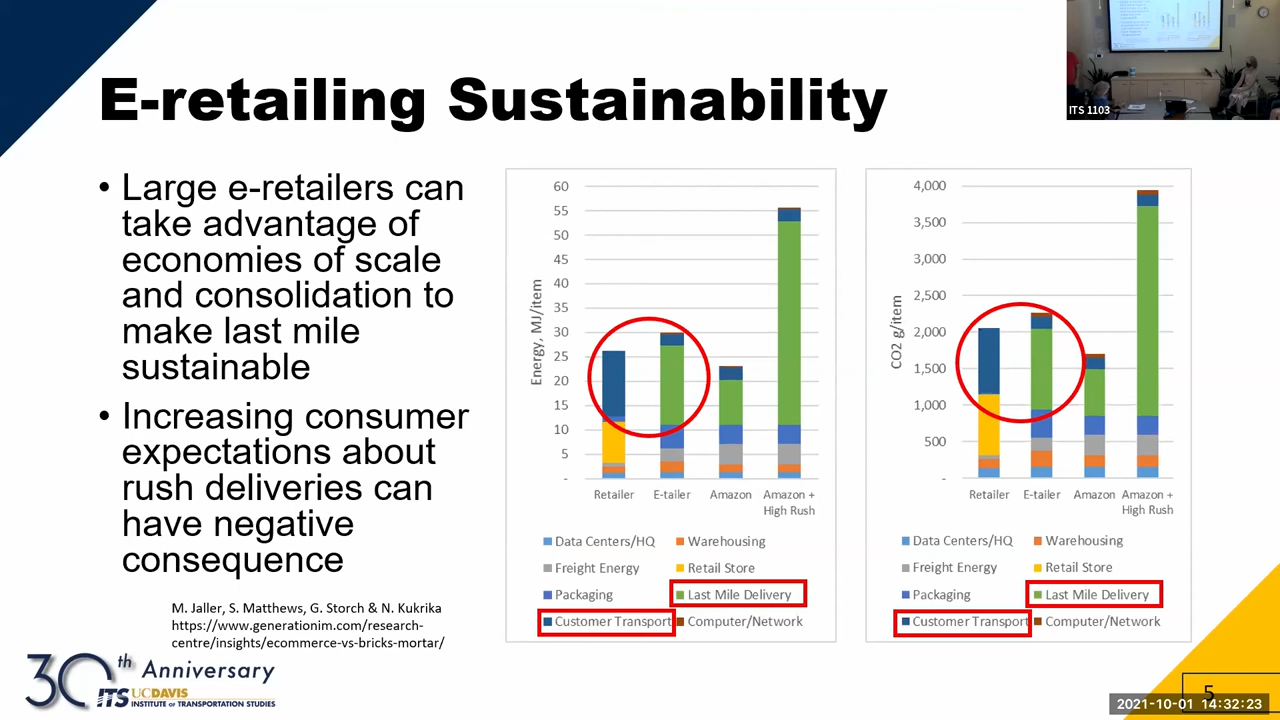 E-retailing Sustainability
ITS 1103
• Large e-retailers can
take advantage of
economies of scale
and consolidation to
make last mile
sustainable
• Increasing consumer
expectations about
rush deliveries can
have negative
consequence
M. Jaller, S. Matthews, G. Storch & N. Kukrika
https://www.generationim.com/research-
centre/insights/ecommerce-vs-bricks-mortar/
60
55
50
45
40
35
30
25
20
15
10
5
-
Energy, MJ/item
Retailer E-tailer Amazon Amazon +
High Rush
Data Centers/HQ Warehousing
Freight Energy Retail Store
Packaging Last Mile Delivery
Customer Transport Computer/Network
4,000
3,500
3,000
2,500
2,000
1,500
1,000
500
-
CO2 g/item
Retailer E-tailer Amazon Amazon +
High Rush
Data Centers/HQ Warehousing
Freight Energy Retail Store
Packaging Last Mile Delivery
Customer Transport Computer/Network
30th Anniversary
ITS UCDAVIS
INSTITUTE OF TRANSPORTATION STUDIES
5
2021-10-01 14:32:23